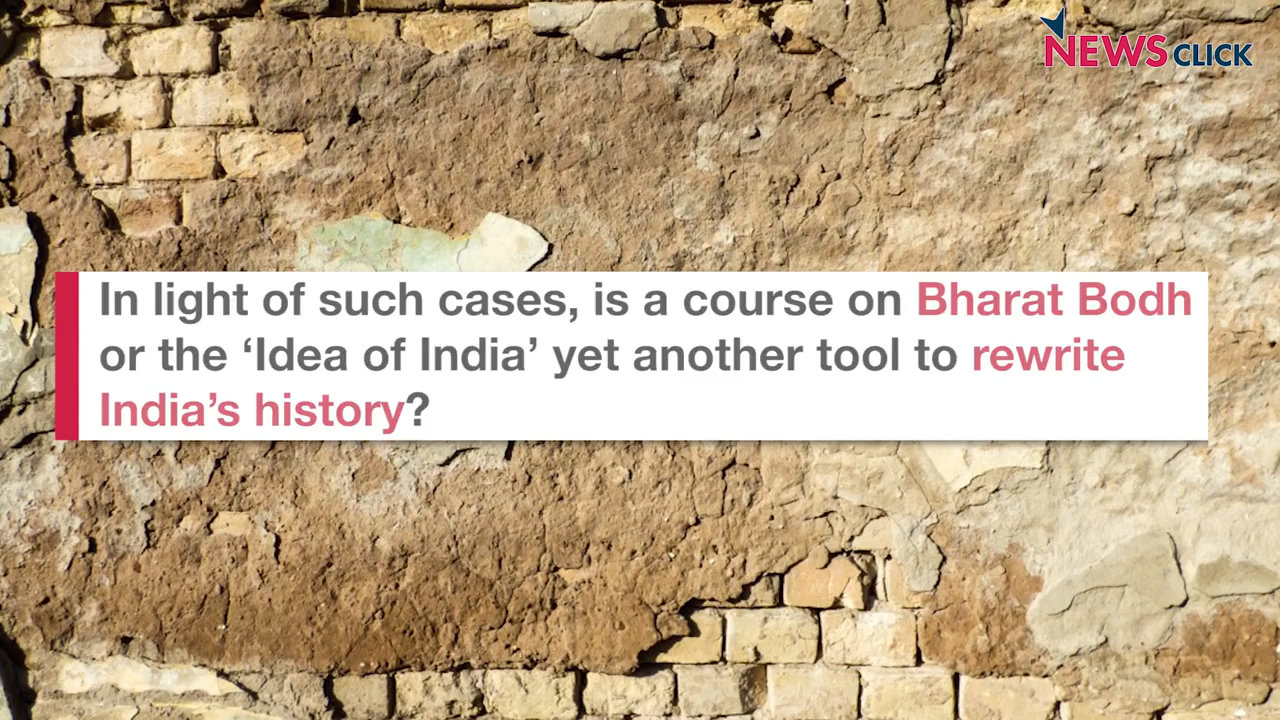 NEWSCLICK
In light of such cases, is a course on Bharat Bodh
or the ‘Idea of India’ yet another tool to rewrite
India’s history?